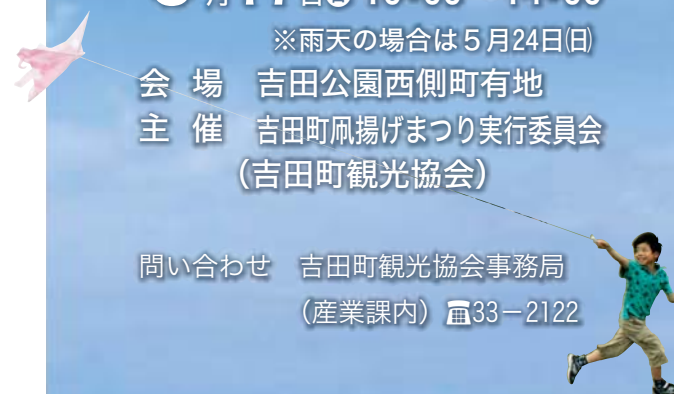 ※雨天の場合は５月24日㈰
会 場　吉田公園西側町有地
主 催　吉田町凧揚げまつり実行委員会
（吉田町観光協会）
問い合わせ　吉田町観光協会事務局
（産業課内）☎33－2122